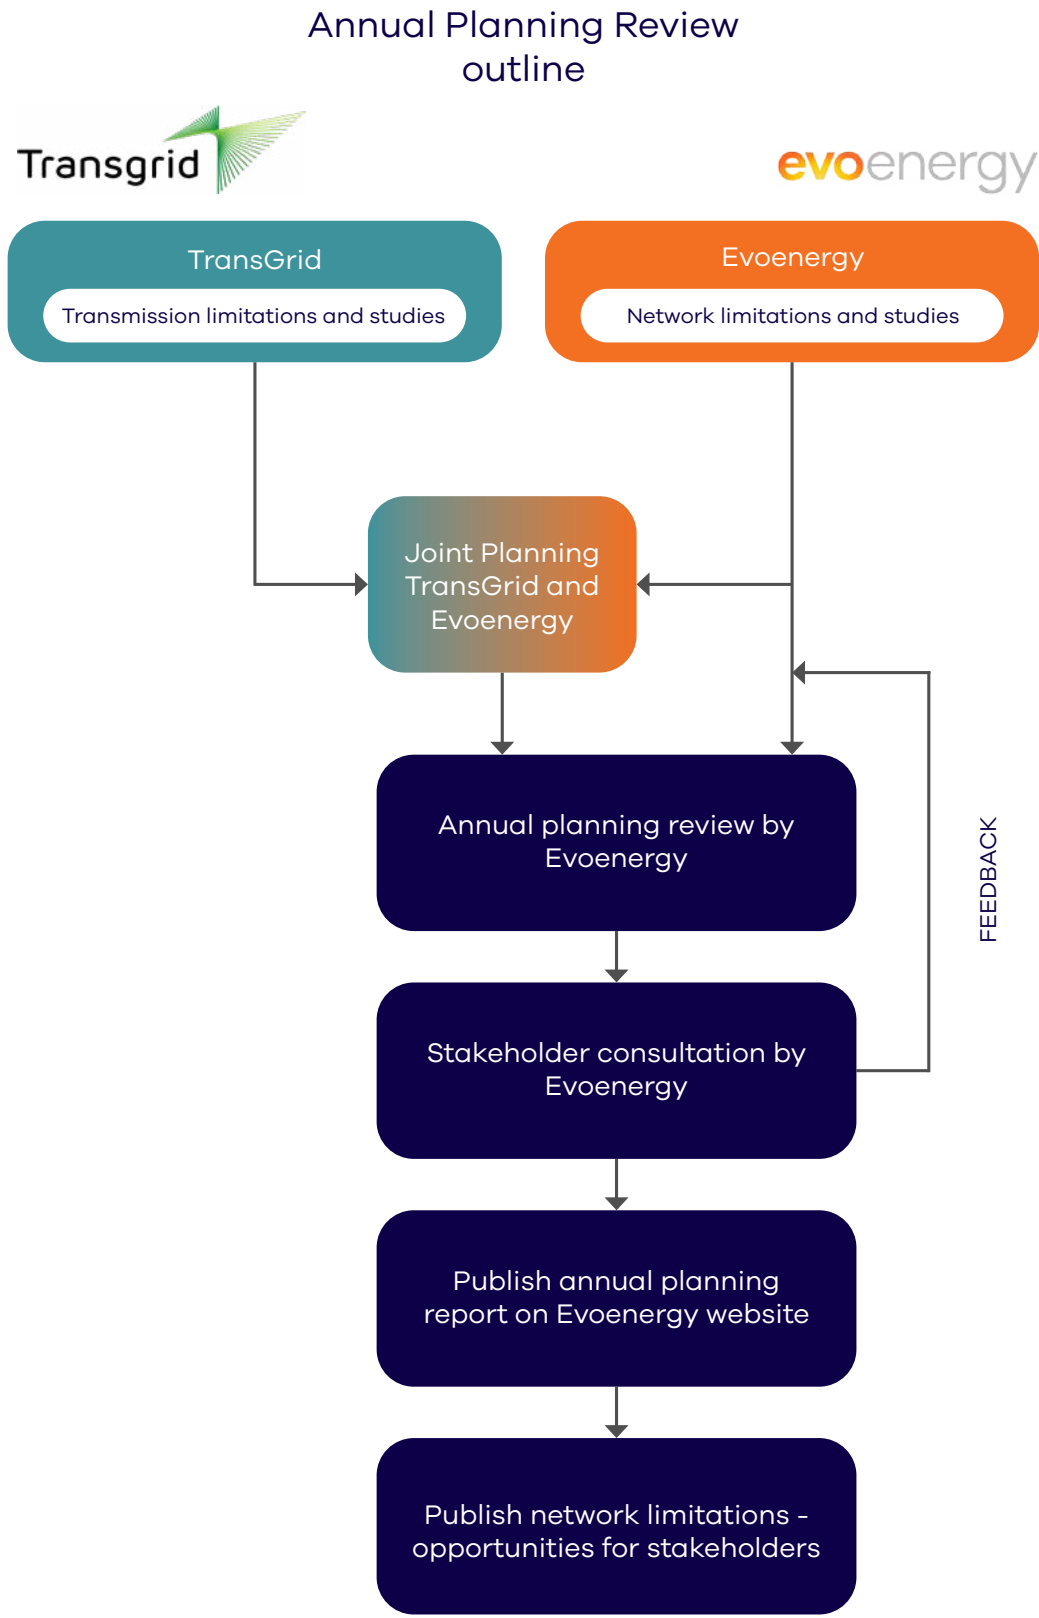 Annual Planning Review
outline
Transgrid
evoenergy
TransGrid
Transmission limitations and studies
Evoenergy
Network limitations and studies
Joint Planning
TransGrid and
Evoenergy
Annual planning review by
Evoenergy
FEEDBACK
Stakeholder consultation by
Evoenergy
Publish annual planning
report on Evoenergy website
Publish network limitations -
opportunities for stakeholders